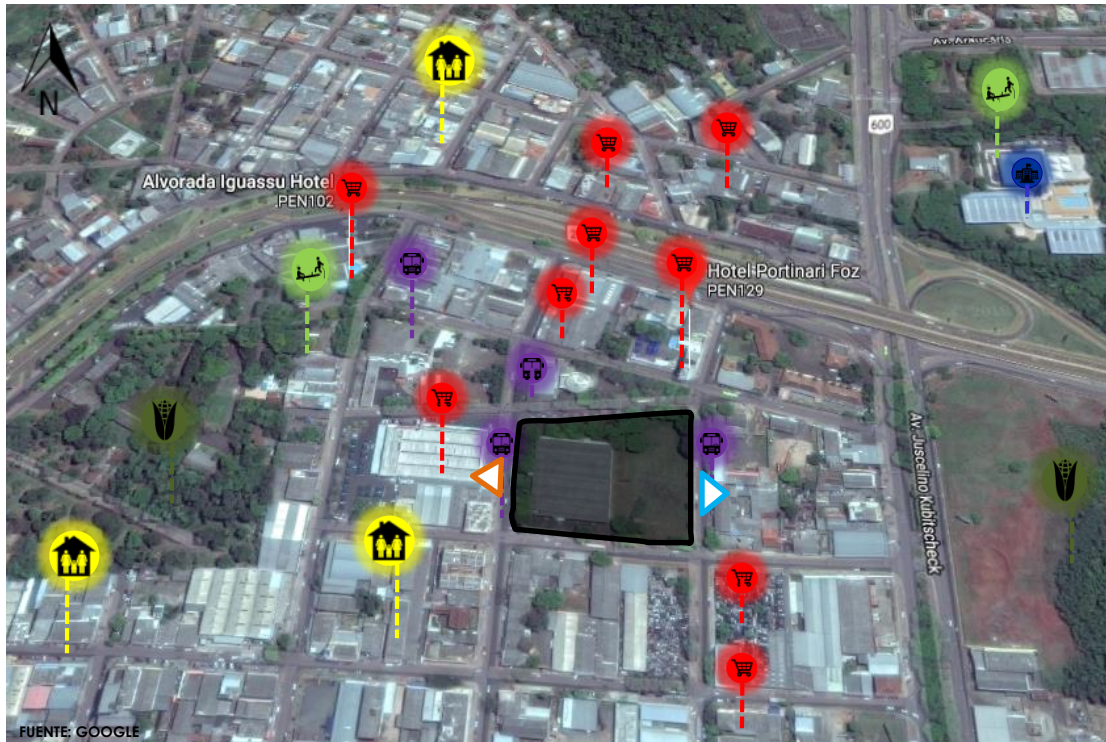 N
Av. Araucária
600
Alvorada Iguassu Hotel
PEN102
Hotel Portinari Foz
PEN129
Av. Juscelino Kubitscheck
FUENTE: GOOGLE